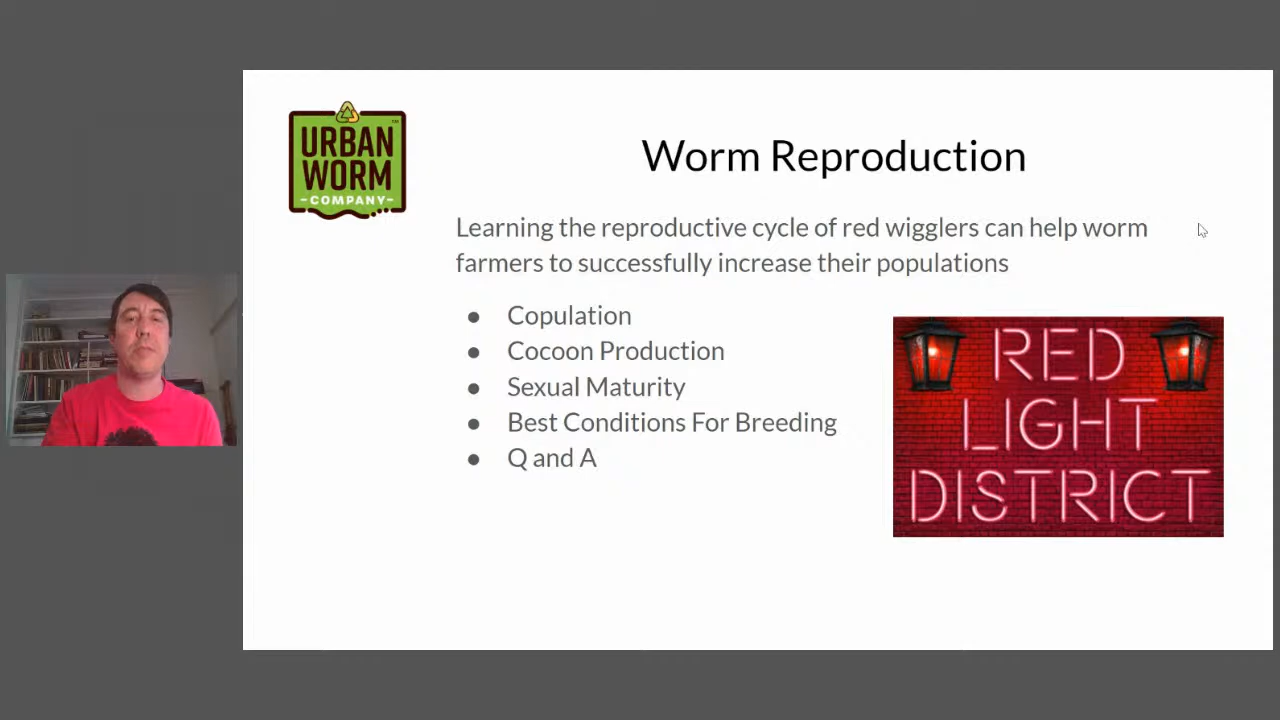 URBAN
WORM
-COMPANY-
TM
Worm Reproduction
Learning the reproductive cycle of red wigglers can help worm
farmers to successfully increase their populations
● Copulation
● Cocoon Production
● Sexual Maturity
● Best Conditions For Breeding
● Q and A
RED
LIGHT
DISTRICT